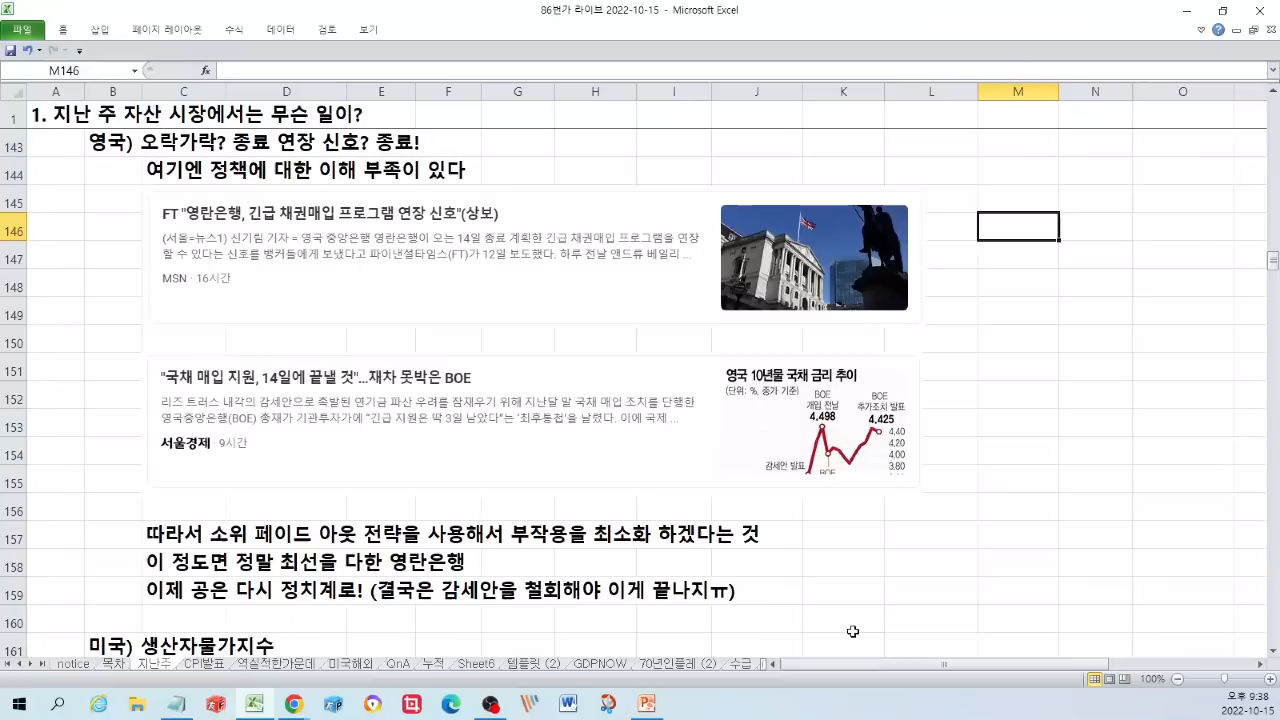 86번가 라이브 2022-10-15 - Microsoft Excel
파일 홈 삽입 페이지 레이아웃 수식 데이터 검토 보기
M146 fx
A B C D E F G H I J K L M N O
1 1. 지난 주 자산 시장에서는 무슨 일이?
143 영국) 오락가락? 종료 연장 신호? 종료!
144 여기엔 정책에 대한 이해 부족이 있다
145
FT "영란은행, 긴급 채권매입 프로그램 연장 신호"(상보)
146
(서울=뉴스1) 신기림 기자 = 영국 중앙은행 영란은행이 오는 14일 종료 계획한 긴급 채권매입 프로그램을 연장
147
할 수 있다는 신호를 뱅커들에게 보냈다고 파이낸셜타임스(FT)가 12일 보도했다. 하루 전날 앤드류 베일리 ...
MSN · 16시간
148
149
150
151
"국채 매입 지원, 14일에 끝낼 것"...재차 못박은 BOE
152
리즈 트러스 내각의 감세안으로 촉발된 연기금 파산 우려를 잠재우기 위해 지난달 말 국채 매입 조치를 단행한
153
영국중앙은행(BOE) 총재가 기관투자가에 "긴급 지원은 딱 3일 남았다"는 '최후통첩'을 날렸다. 이에 국제 ...
154
서울경제 · 9시간
155
영국 10년물 국채 금리 추이
(단위: %, 종가 기준)
BOE
개입 전날
4.498
BOE
추가조치 발표
4.425
4.40
4.20
4.00
3.80
감세안 발표
BOE
156
157 따라서 소위 페이드 아웃 전략을 사용해서 부작용을 최소화 하겠다는 것
158 이 정도면 정말 최선을 다한 영란은행
159 이제 공은 다시 정치계로! (결국은 감세안을 철회해야 이게 끝나지ㅠ)
160
161 미국) 생산자물가지수
notice 목차 지난주 CPI발표 역실적한가운데 미국해외 QnA 누적 Sheet6 템플릿 (2) GDPNOW 70년인플레 (2) 수급
100%
오후 9:38
2022-10-15